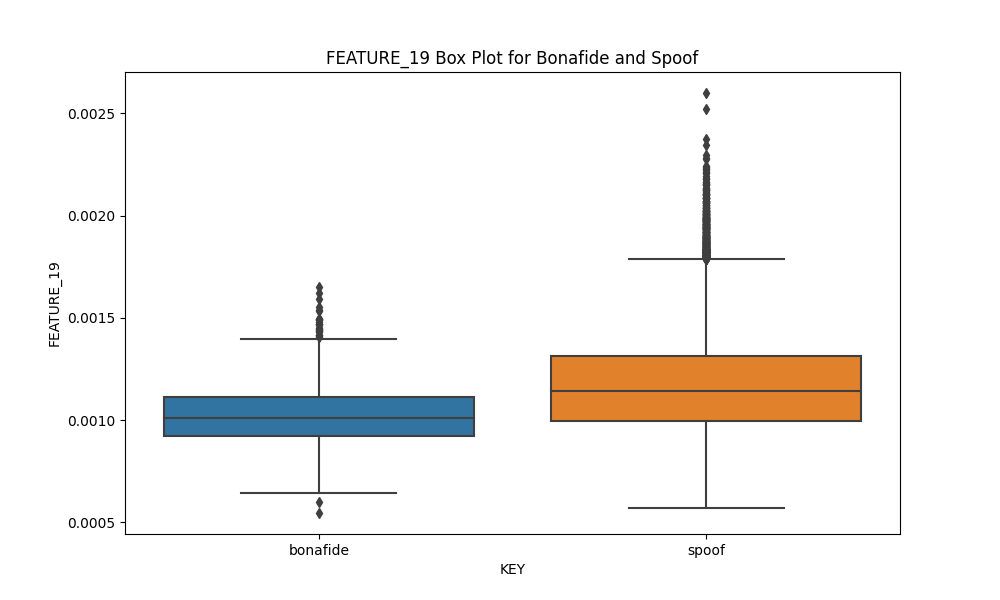 FEATURE_19 Box Plot for Bonafide and Spoof
FEATURE_19
0.0025
0.0020
0.0015
0.0010
0.0005
bonafide
spoof
KEY